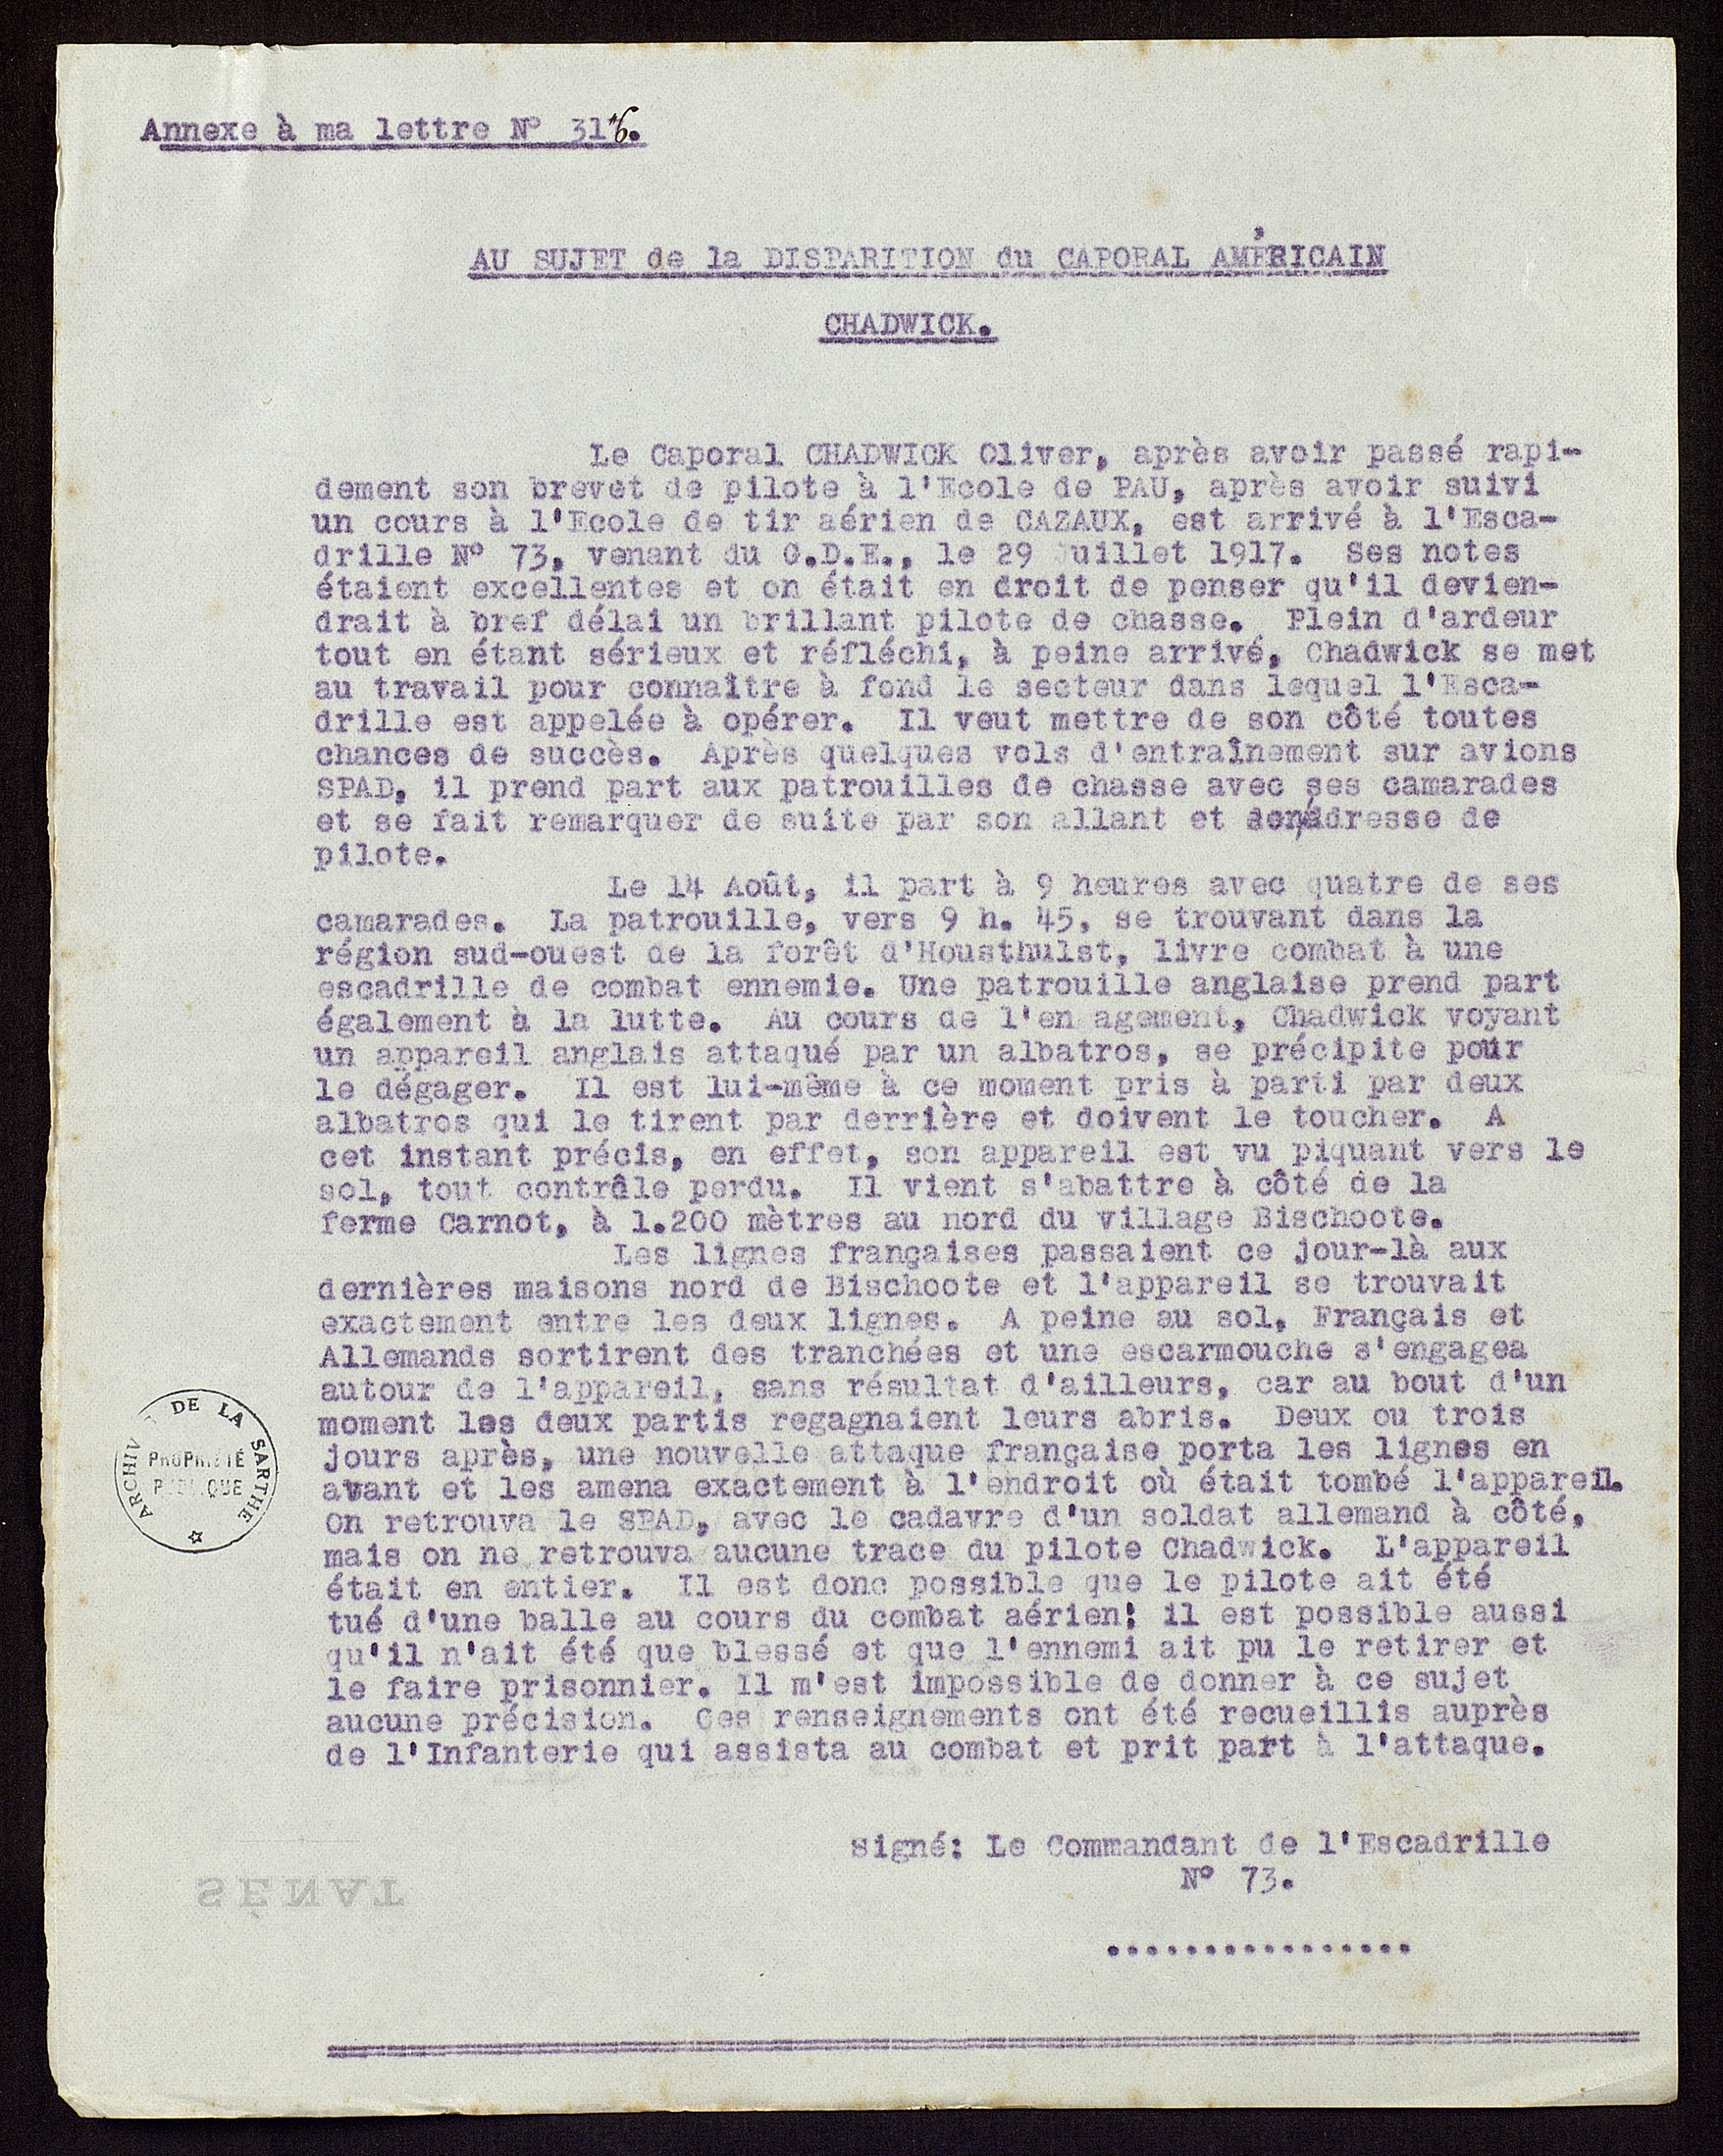 Annexe à ma lettre N° 316.
AU SUJET de la DISPARITION du CAPORAL AMÉRICAIN
CHADWICK.
Le Caporal CHADWICK Oliver, après avoir passé rapi-
dement son brevet de pilote à l'Ecole de PAU, après avoir suivi
un cours à l'Ecole de tir aérien de CAZAUX, est arrivé à l'Esca-
drille N° 73, venant du G.D.E., le 29 Juillet 1917. Ses notes
étaient excellentes et on était en droit de penser qu'il devien-
drait à bref délai un brillant pilote de chasse. Plein d'ardeur
tout en étant sérieux et réfléchi, à peine arrivé, Chadwick se met
au travail pour connaître à fond le secteur dans lequel l'Esca-
drille est appelée à opérer. Il veut mettre de son côté toutes
chances de succès. Après quelques vols d'entraînement sur avions
SPAD, il prend part aux patrouilles de chasse avec ses camarades
et se fait remarquer de suite par son allant et son adresse de
pilote.
Le 14 Août, il part à 9 heures avec quatre de ses
camarades. La patrouille, vers 9 h. 45, se trouvant dans la
région sud-ouest de la forêt d'Housthulst, livre combat à une
escadrille de combat ennemie. Une patrouille anglaise prend part
également à la lutte. Au cours de l'en agement, Chadwick voyant
un appareil anglais attaqué par un albatros, se précipite pour
le dégager. Il est lui-même à ce moment pris à parti par deux
albatros qui le tirent par derrière et doivent le toucher. A
cet instant précis, en effet, son appareil est vu piquant vers le
sol, tout contrôle perdu. Il vient s'abattre à côté de la
ferme Carnot, à 1.200 mètres au nord du village Bischoote.
Les lignes françaises passaient ce jour-là aux
dernières maisons nord de Bischoote et l'appareil se trouvait
exactement entre les deux lignes. A peine au sol, Français et
Allemands sortirent des tranchées et une escarmouche s'engagea
autour de l'appareil, sans résultat d'ailleurs, car au bout d'un
moment les deux partis regagnaient leurs abris. Deux ou trois
jours après, une nouvelle attaque française porta les lignes en
avant et les amena exactement à l'endroit où était tombé l'appareil.
On retrouva le SPAD, avec le cadavre d'un soldat allemand à côté,
mais on ne retrouva aucune trace du pilote Chadwick. L'appareil
était en entier. Il est donc possible que le pilote ait été
tué d'une balle au cours du combat aérien; il est possible aussi
qu'il n'ait été que blessé et que l'ennemi ait pu le retirer et
le faire prisonnier. Il m'est impossible de donner à ce sujet
aucune précision. Ces renseignements ont été recueillis auprès
de l'Infanterie qui assista au combat et prit part à l'attaque.
ARCHIV DE LA SARTHE
PROPRIÉTÉ
PUBLIQUE
Signé: Le Commandant de l'Escadrille
N° 73.
SÉNAT
................